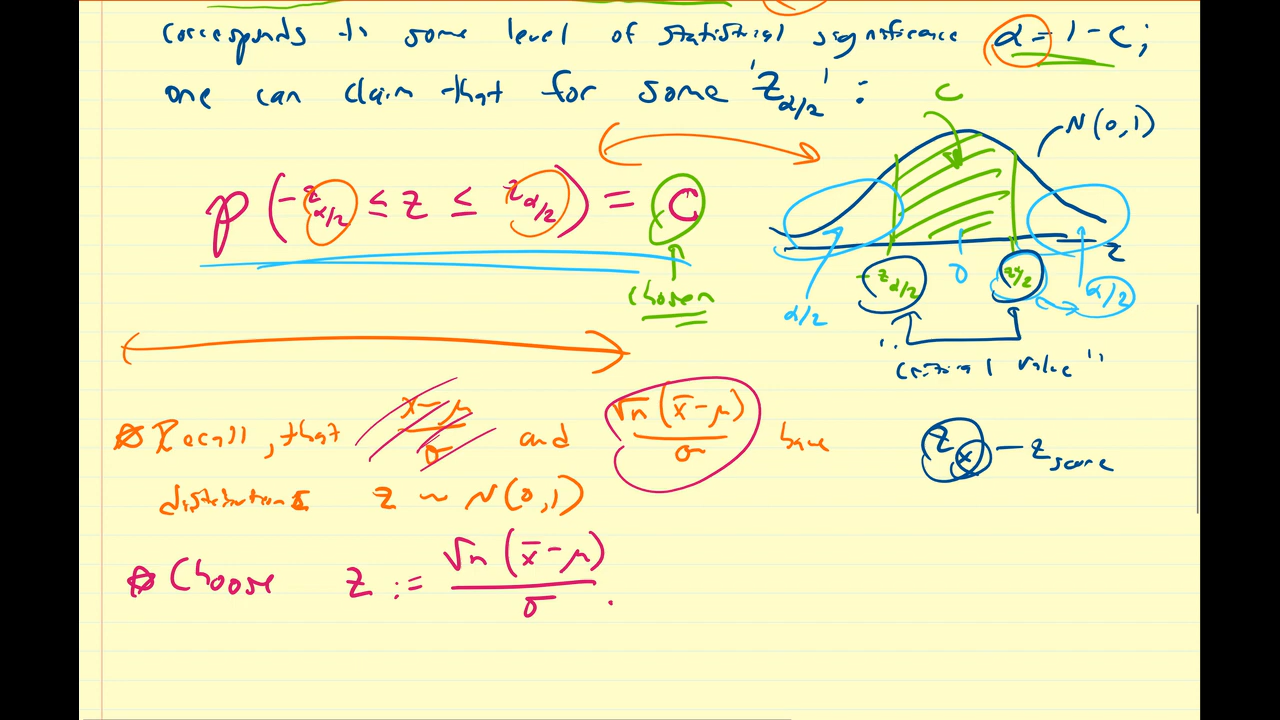 corresponds to some level of statistical significance α = 1 - C;
one can claim that for some 'Z_{α/2}' :
C
N(0,1)
P(-z_{α/2} ≤ z ≤ z_{α/2}) = C
chosen
-z_{α/2} 0 z_{α/2} z
α/2 α/2
"critical value"
Recall, that x-μ/σ and √n(x̄-μ)/σ have
distributions z ~ N(0,1)
Z_x - z score
Choose z := √n(x̄-μ)/σ.